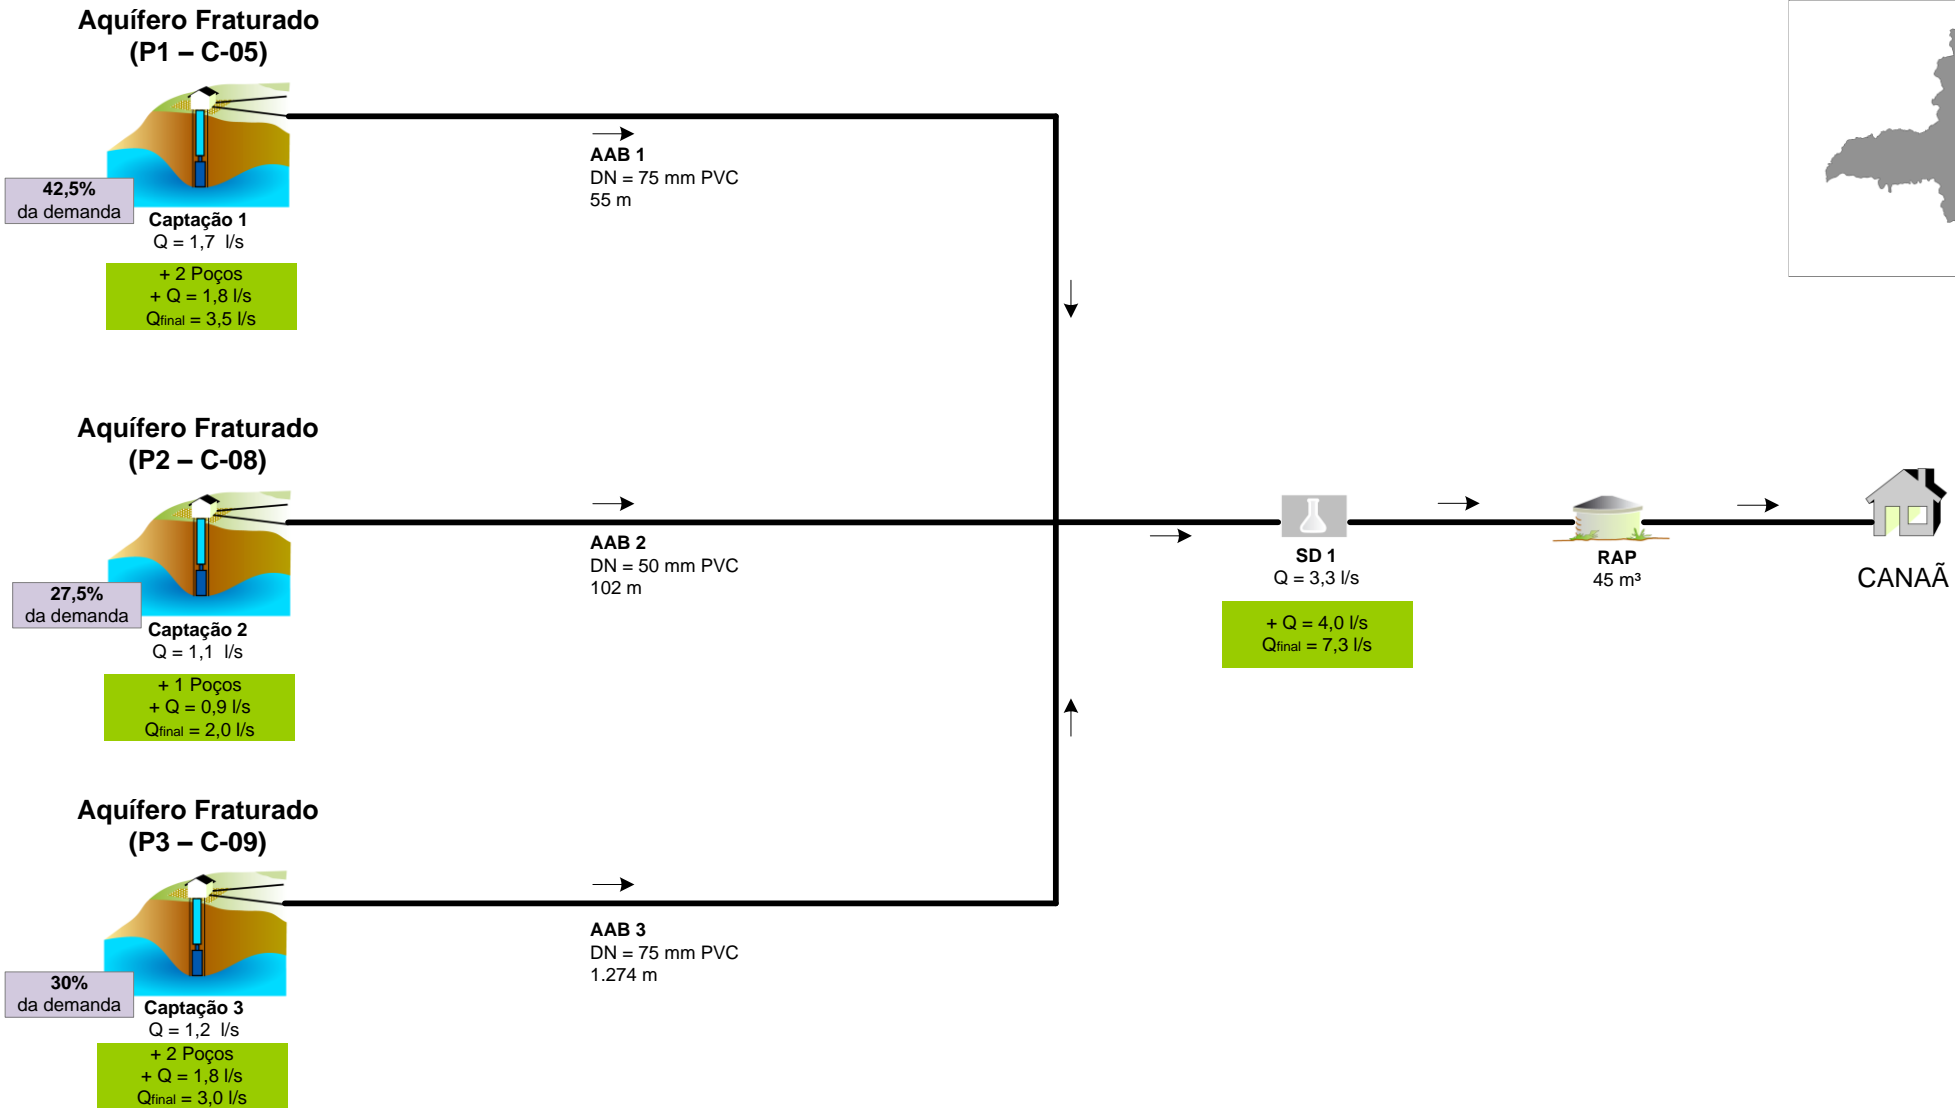 Aquífero Fraturado
(P1 – C-05)
42,5%
da demanda
Captação 1
Q = 1,7 l/s
+ 2 Poços
+ Q = 1,8 l/s
Qfinal = 3,5 l/s
AAB 1
DN = 75 mm PVC
55 m
Aquífero Fraturado
(P2 – C-08)
27,5%
da demanda
Captação 2
Q = 1,1 l/s
+ 1 Poços
+ Q = 0,9 l/s
Qfinal = 2,0 l/s
AAB 2
DN = 50 mm PVC
102 m
SD 1
Q = 3,3 l/s
+ Q = 4,0 l/s
Qfinal = 7,3 l/s
RAP
45 m³
CANAÃ
Aquífero Fraturado
(P3 – C-09)
30%
da demanda
Captação 3
Q = 1,2 l/s
+ 2 Poços
+ Q = 1,8 l/s
Qfinal = 3,0 l/s
AAB 3
DN = 75 mm PVC
1.274 m